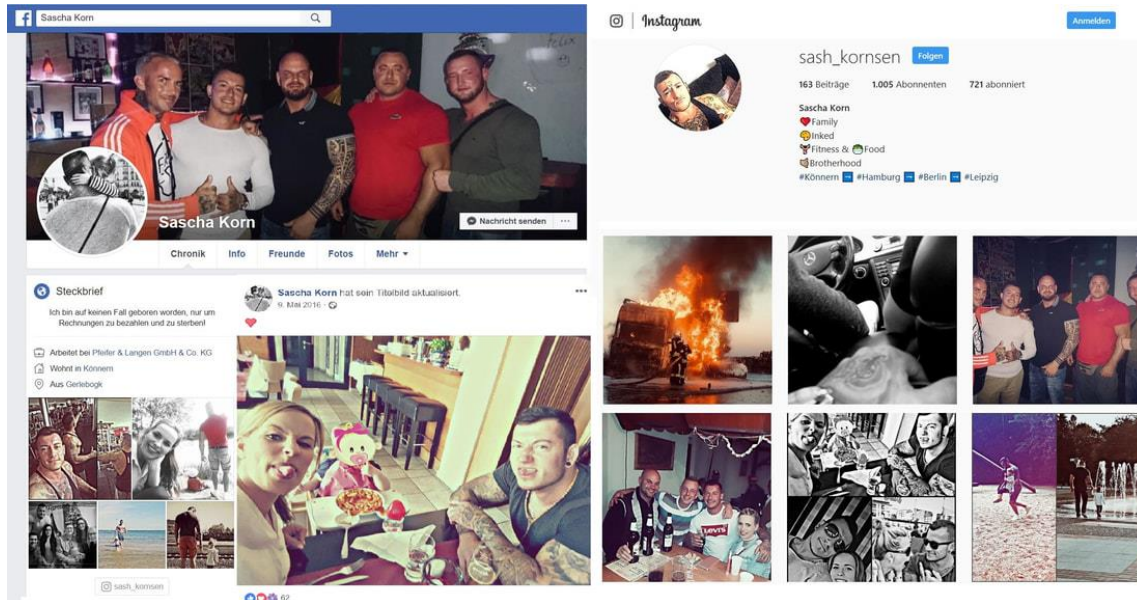 Sascha Korn
felix
Sascha Korn
Nachricht senden
Chronik
Info
Freunde
Fotos
Mehr
Steckbrief
Ich bin auf keinen Fall geboren worden, nur um
Rechnungen zu bezahlen und zu sterben!
Arbeitet bei Pfeifer & Langen GmbH & Co. KG
Wohnt in Könnern
Aus Gerlebogk
sash_kornsen
Sascha Korn hat sein Titelbild aktualisiert.
9. Mai 2016
62
Instagram
Anmelden
sash_kornsen
Folgen
163 Beiträge
1.005 Abonnenten
721 abonniert
Sascha Korn
Family
Inked
Fitness & Food
Brotherhood
#Könnern #Hamburg #Berlin #Leipzig
Levi's